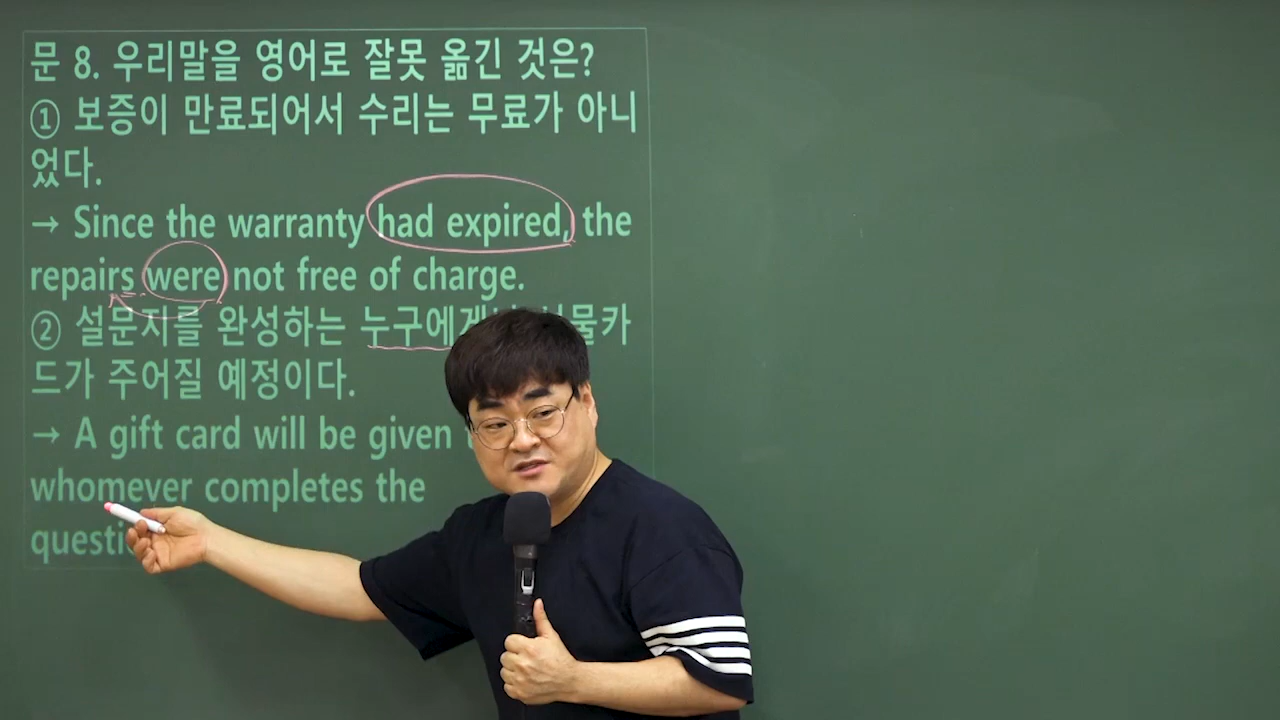 문 8. 우리말을 영어로 잘못 옮긴 것은?
① 보증이 만료되어서 수리는 무료가 아니
었다.
→ Since the warranty had expired, the
repairs were not free of charge.
② 설문지를 완성하는 누구에게 물카
드가 주어질 예정이다.
→ A gift card will be given
whomever completes the
questi